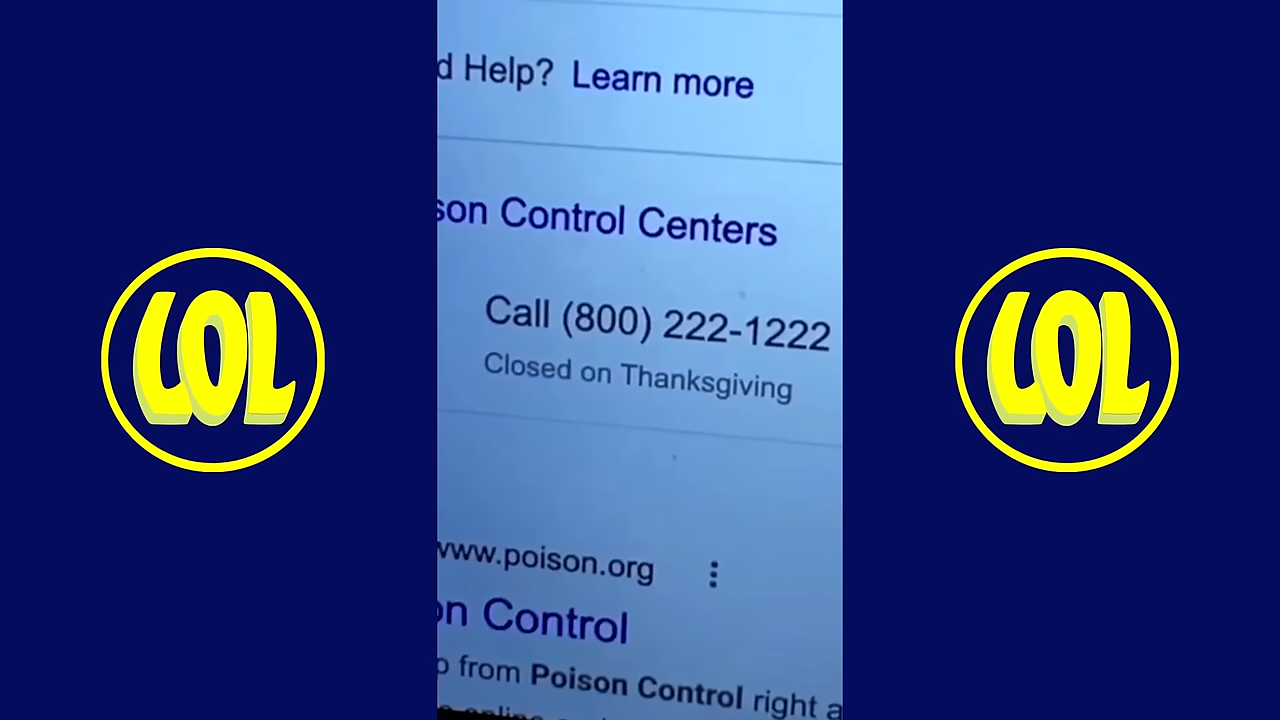 LOL
d Help? Learn more
son Control Centers
Call (800) 222-1222
Closed on Thanksgiving
www.poison.org
on Control
o from Poison Control right a
LOL